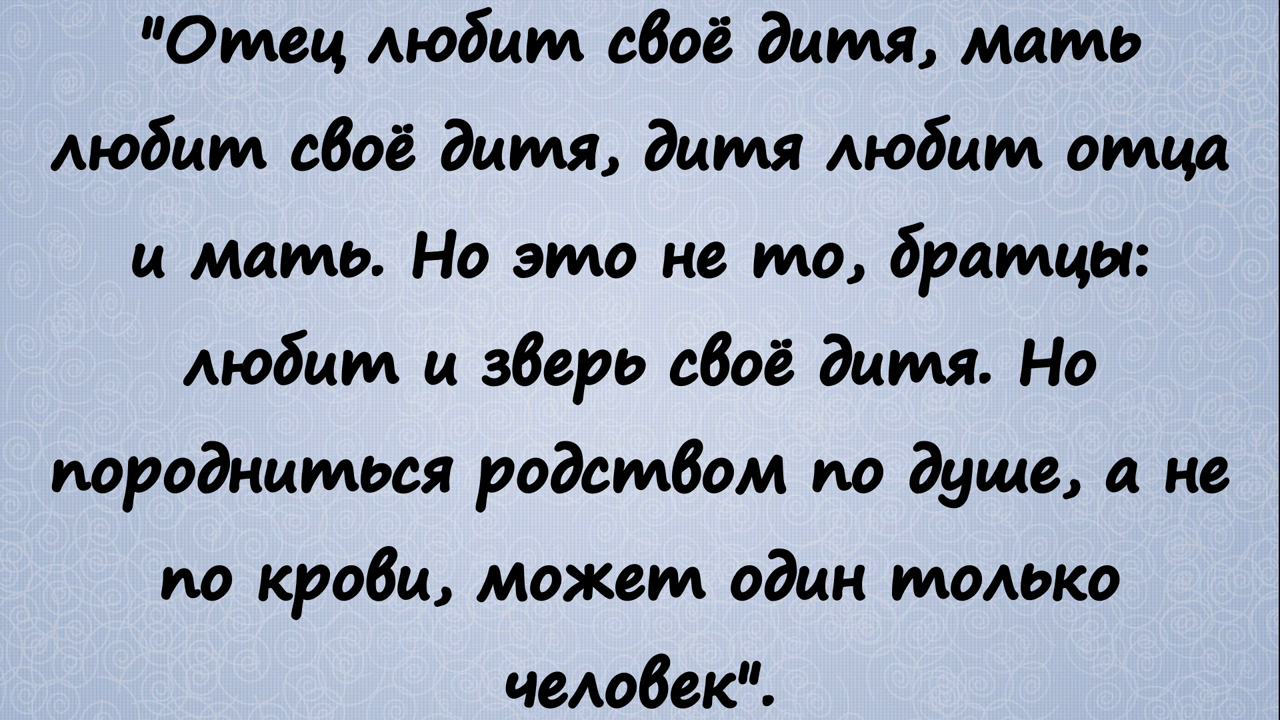 "Отец любит своё дитя, мать
любит своё дитя, дитя любит отца
и мать. Но это не то, братцы:
любит и зверь своё дитя. Но
породниться родством по душе, а не
по крови, может один только
человек".